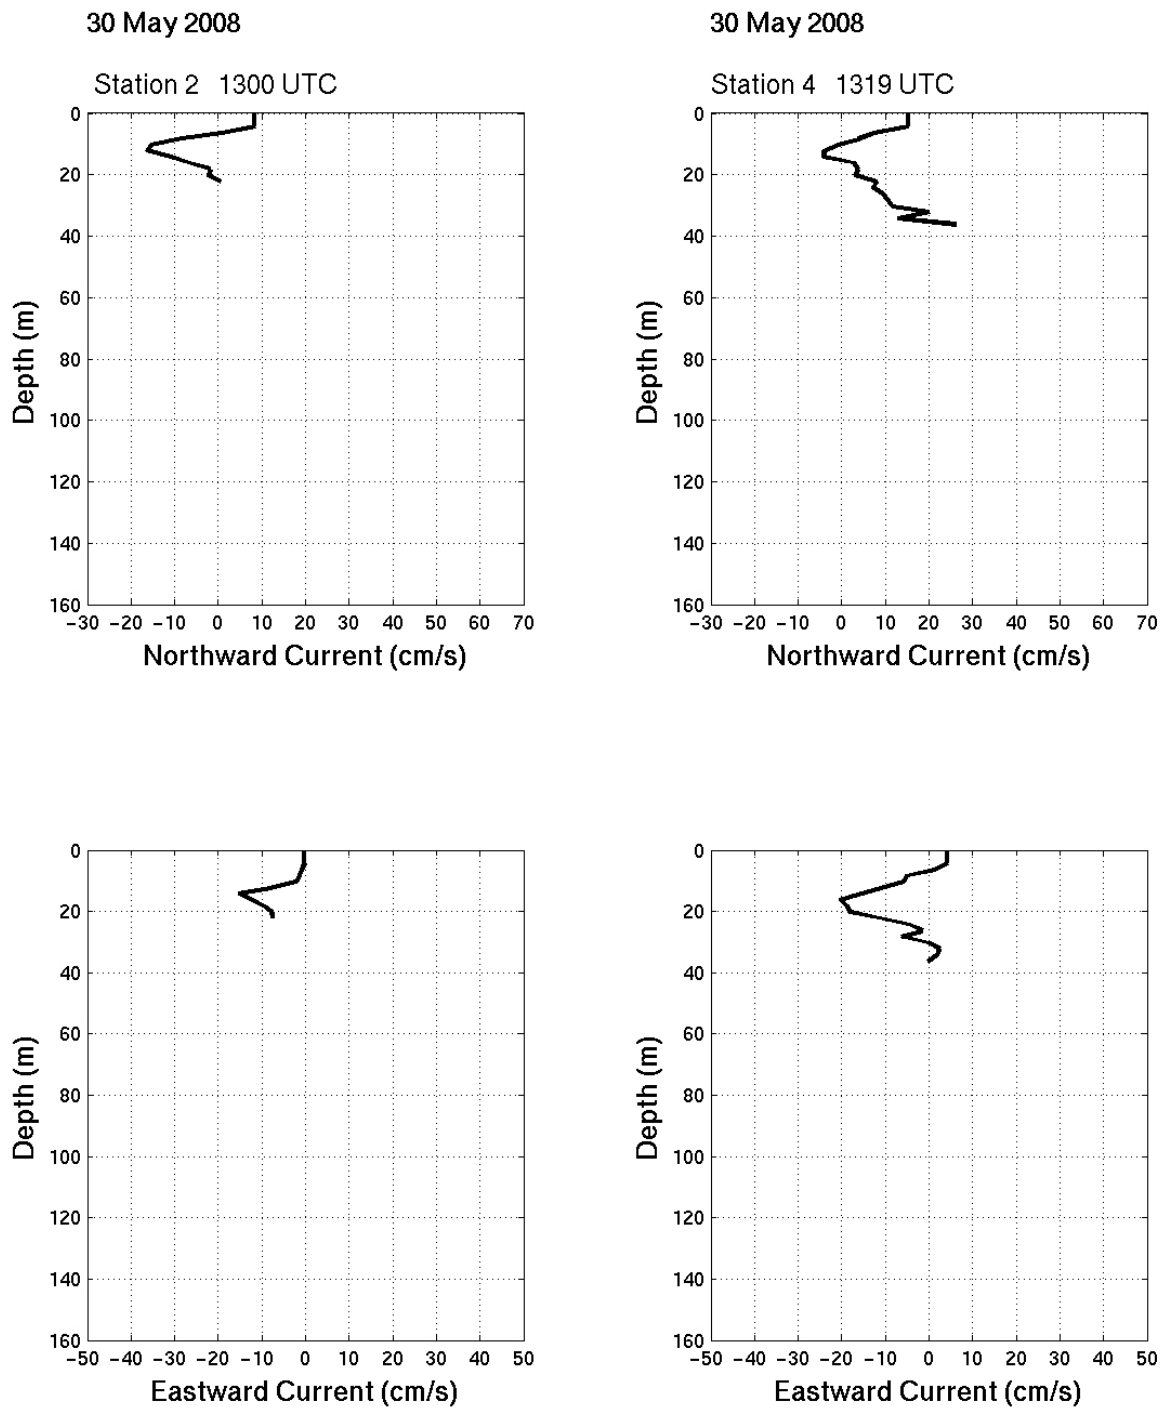 30 May 2008
30 May 2008
Station 2 1300 UTC
Station 4 1319 UTC
0
20
40
60
80
100
120
140
160
Depth (m)
−30 −20 −10 0 10 20 30 40 50 60 70
Northward Current (cm/s)
0
20
40
60
80
100
120
140
160
Depth (m)
−30 −20 −10 0 10 20 30 40 50 60 70
Northward Current (cm/s)
0
20
40
60
80
100
120
140
160
Depth (m)
−50 −40 −30 −20 −10 0 10 20 30 40 50
Eastward Current (cm/s)
0
20
40
60
80
100
120
140
160
Depth (m)
−50 −40 −30 −20 −10 0 10 20 30 40 50
Eastward Current (cm/s)